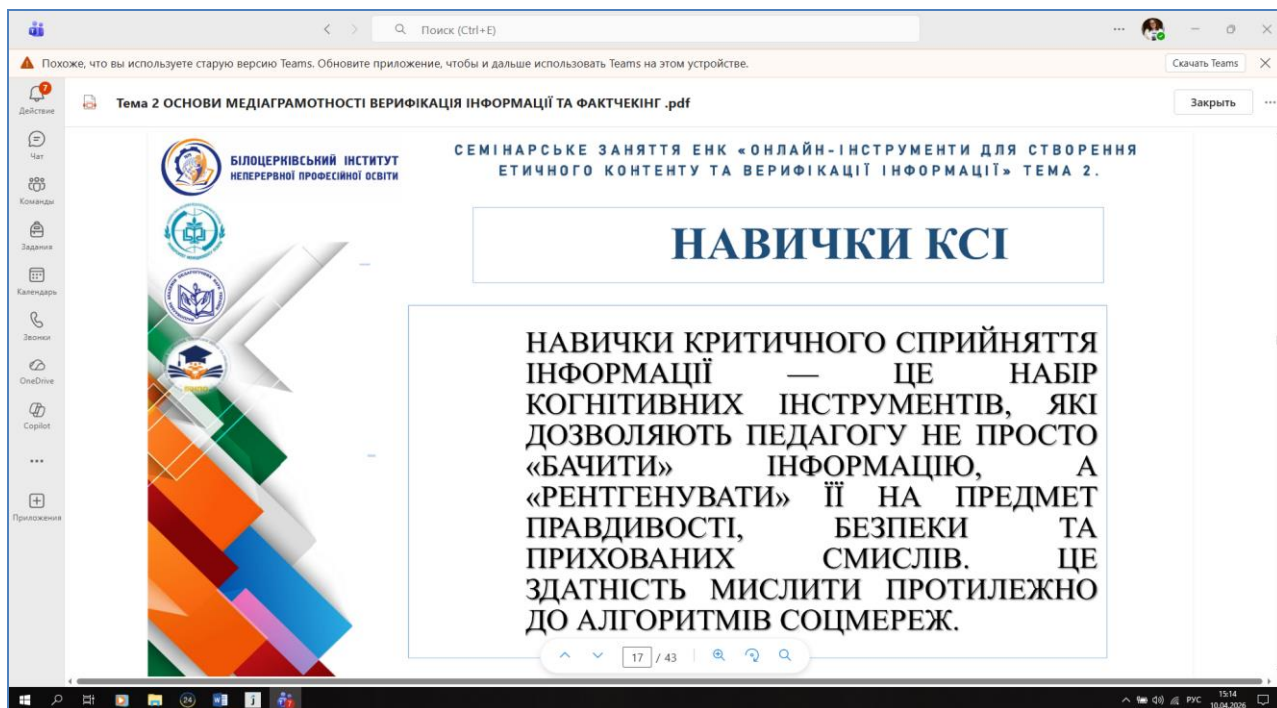 Поиск (Ctrl+E)
Похоже, что вы используете старую версию Teams. Обновите приложение, чтобы и дальше использовать Teams на этом устройстве.
Скачать Teams
7
Действие
Чат
Команды
Задания
Календарь
Звонки
OneDrive
Copilot
Приложения
Тема 2 ОСНОВИ МЕДІАГРАМОТНОСТІ ВЕРИФІКАЦІЯ ІНФОРМАЦІЇ ТА ФАКТЧЕКІНГ .pdf
Закрыть
БІЛОЦЕРКІВСЬКИЙ ІНСТИТУТ
НЕПЕРЕРВНОЇ ПРОФЕСІЙНОЇ ОСВІТИ
СЕМІНАРСЬКЕ ЗАНЯТТЯ ЕНК «ОНЛАЙН-ІНСТРУМЕНТИ ДЛЯ СТВОРЕННЯ
ЕТИЧНОГО КОНТЕНТУ ТА ВЕРИФІКАЦІЇ ІНФОРМАЦІЇ» ТЕМА 2.
НАВИЧКИ КСІ
НАВИЧКИ КРИТИЧНОГО СПРИЙНЯТТЯ
ІНФОРМАЦІЇ — ЦЕ НАБІР
КОГНІТИВНИХ ІНСТРУМЕНТІВ, ЯКІ
ДОЗВОЛЯЮТЬ ПЕДАГОГУ НЕ ПРОСТО
«БАЧИТИ» ІНФОРМАЦІЮ, А
«РЕНТГЕНУВАТИ» ЇЇ НА ПРЕДМЕТ
ПРАВДИВОСТІ, БЕЗПЕКИ ТА
ПРИХОВАНИХ СМИСЛІВ. ЦЕ
ЗДАТНІСТЬ МИСЛИТИ ПРОТИЛЕЖНО
ДО АЛГОРИТМІВ СОЦМЕРЕЖ.
17 / 43
24
РУС
15:14
10.04.2026